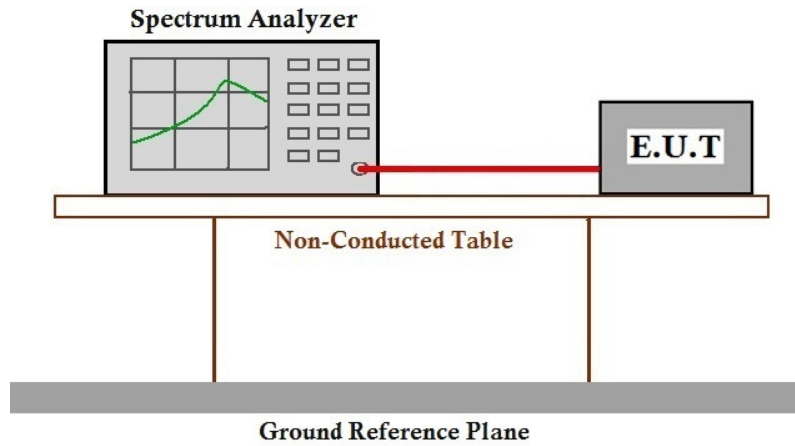 Spectrum Analyzer
E.U.T
Non-Conducted Table
Ground Reference Plane